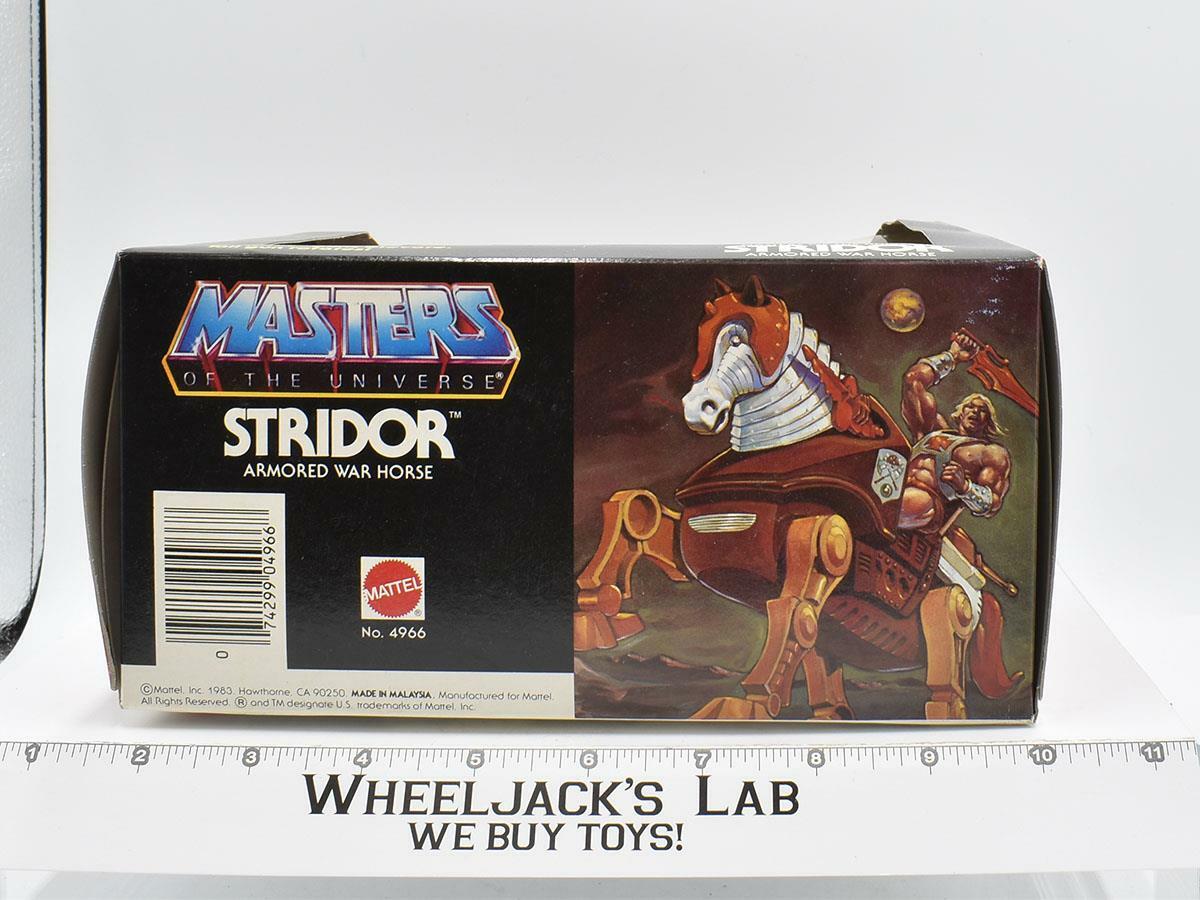 STRIDOR
ARMORED WAR HORSE
MASTERS
OF THE UNIVERSE®
STRIDOR™
ARMORED WAR HORSE
74299 04966
0
MATTEL®
No. 4966
©Mattel, Inc. 1983. Hawthorne, CA 90250. MADE IN MALAYSIA. Manufactured for Mattel.
All Rights Reserved. ® and TM designate U.S. trademarks of Mattel, Inc.
1 2 3 4 5 6 7 8 9 10 11
WHEELJACK'S LAB
WE BUY TOYS!